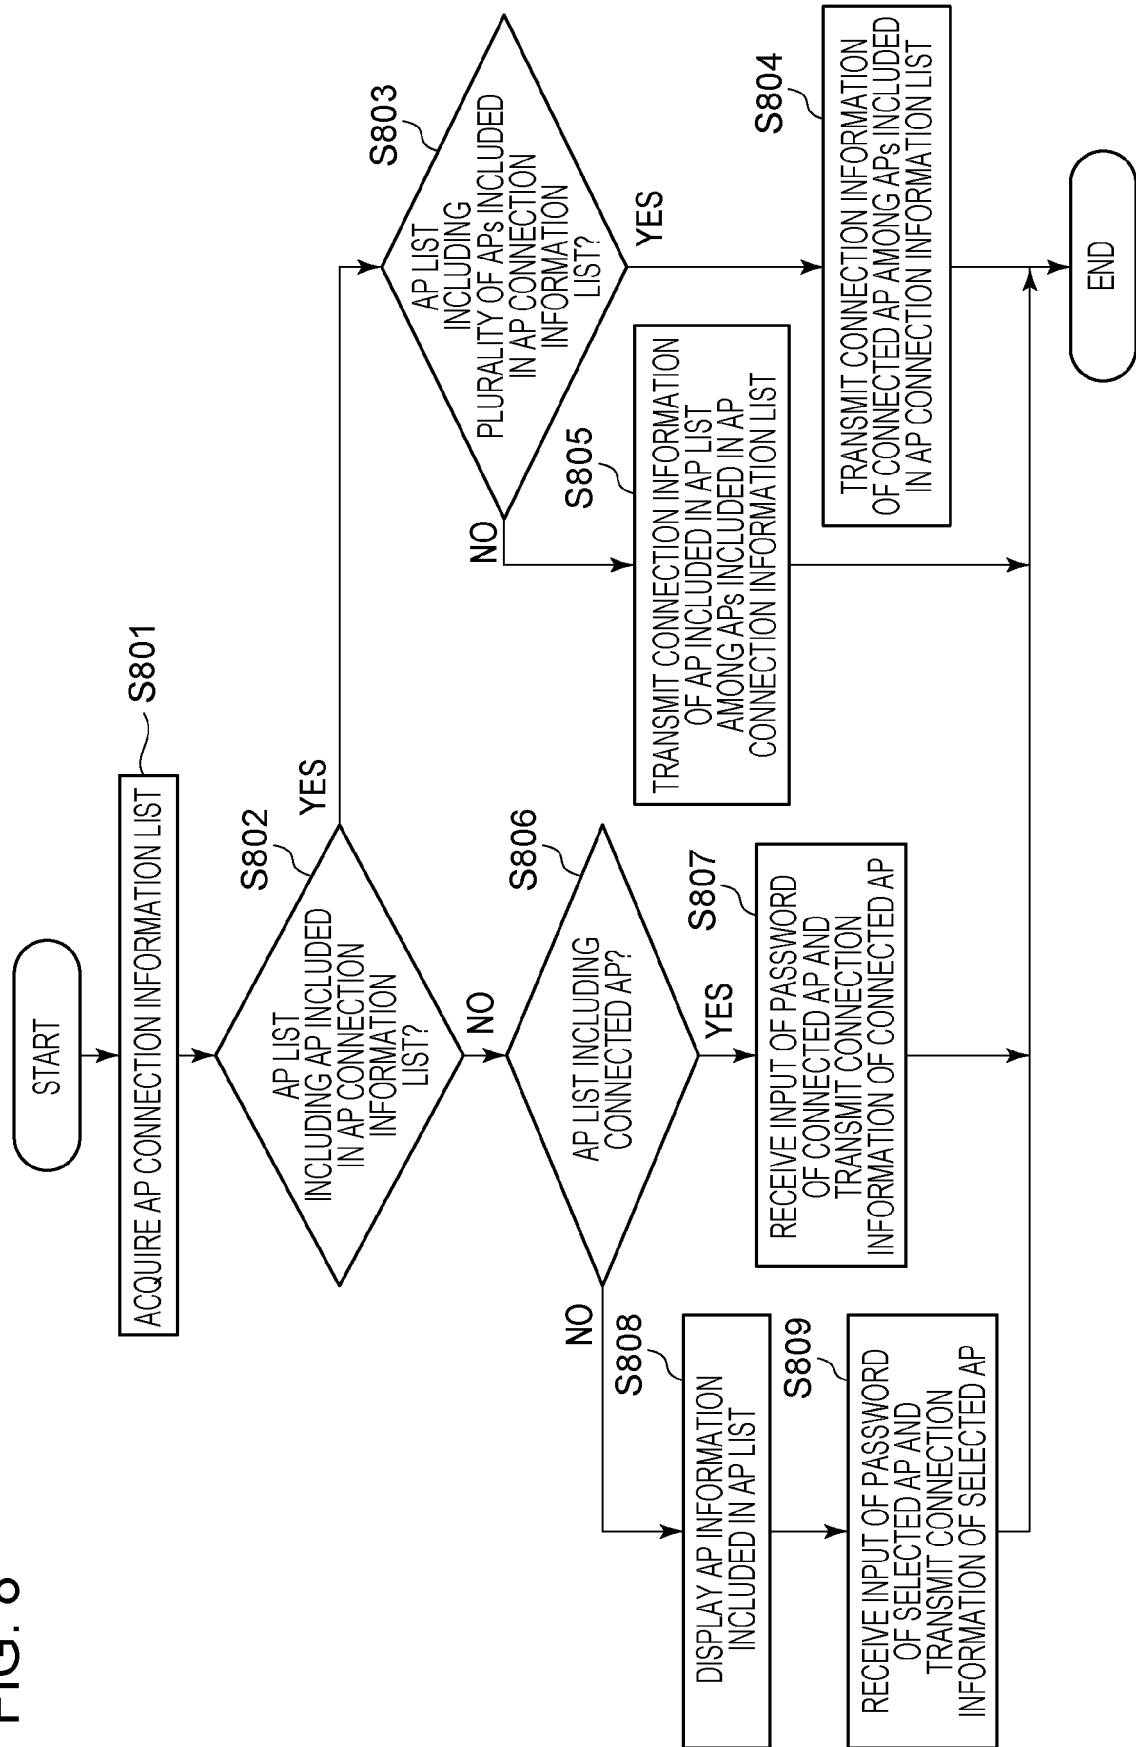 FIG. 8
START
S801
ACQUIRE AP CONNECTION INFORMATION LIST
S802
AP LIST
INCLUDING AP INCLUDED
IN AP CONNECTION
INFORMATION
LIST?
YES
NO
S803
AP LIST
INCLUDING
PLURALITY OF APs INCLUDED
IN AP CONNECTION
INFORMATION
LIST?
YES
NO
S804
TRANSMIT CONNECTION INFORMATION
OF CONNECTED AP AMONG APs INCLUDED
IN AP CONNECTION INFORMATION LIST
S805
TRANSMIT CONNECTION INFORMATION
OF AP INCLUDED IN AP LIST
AMONG APs INCLUDED IN AP
CONNECTION INFORMATION LIST
S806
AP LIST INCLUDING
CONNECTED AP?
YES
NO
S807
RECEIVE INPUT OF PASSWORD
OF CONNECTED AP AND
TRANSMIT CONNECTION
INFORMATION OF CONNECTED AP
S808
DISPLAY AP INFORMATION
INCLUDED IN AP LIST
S809
RECEIVE INPUT OF PASSWORD
OF SELECTED AP AND
TRANSMIT CONNECTION
INFORMATION OF SELECTED AP
END